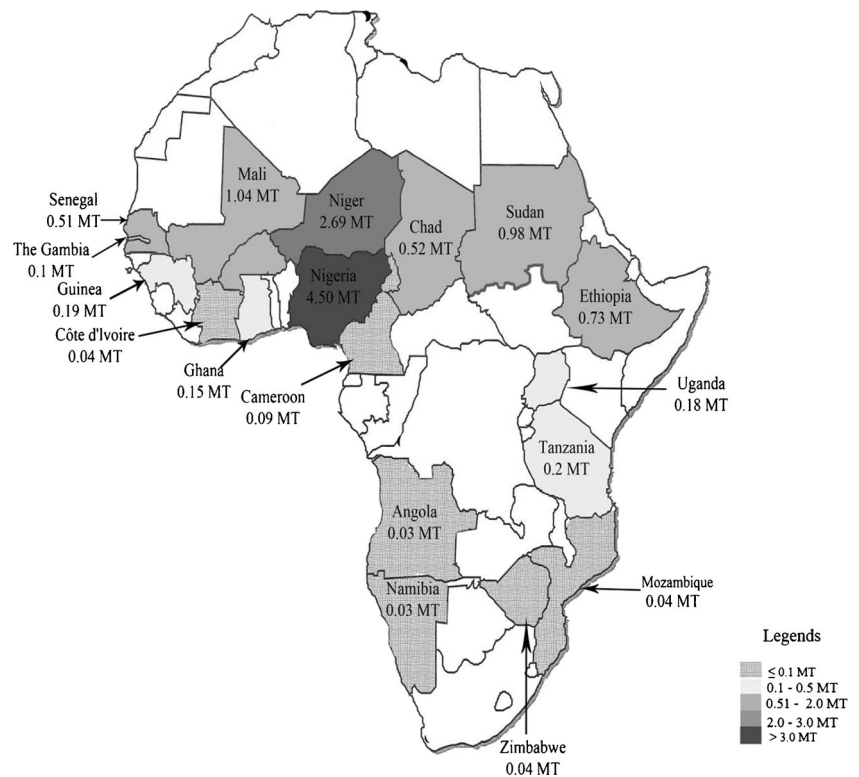 Mali
1.04 MT
Niger
2.69 MT
Chad
0.52 MT
Sudan
0.98 MT
Senegal
0.51 MT
The Gambia
0.1 MT
Guinea
0.19 MT
Côte d'Ivoire
0.04 MT
Nigeria
4.50 MT
Ethiopia
0.73 MT
Ghana
0.15 MT
Cameroon
0.09 MT
Uganda
0.18 MT
Tanzania
0.2 MT
Angola
0.03 MT
Namibia
0.03 MT
Mozambique
0.04 MT
Zimbabwe
0.04 MT
Legends
≤ 0.1 MT
0.1 - 0.5 MT
0.51 - 2.0 MT
2.0 - 3.0 MT
> 3.0 MT